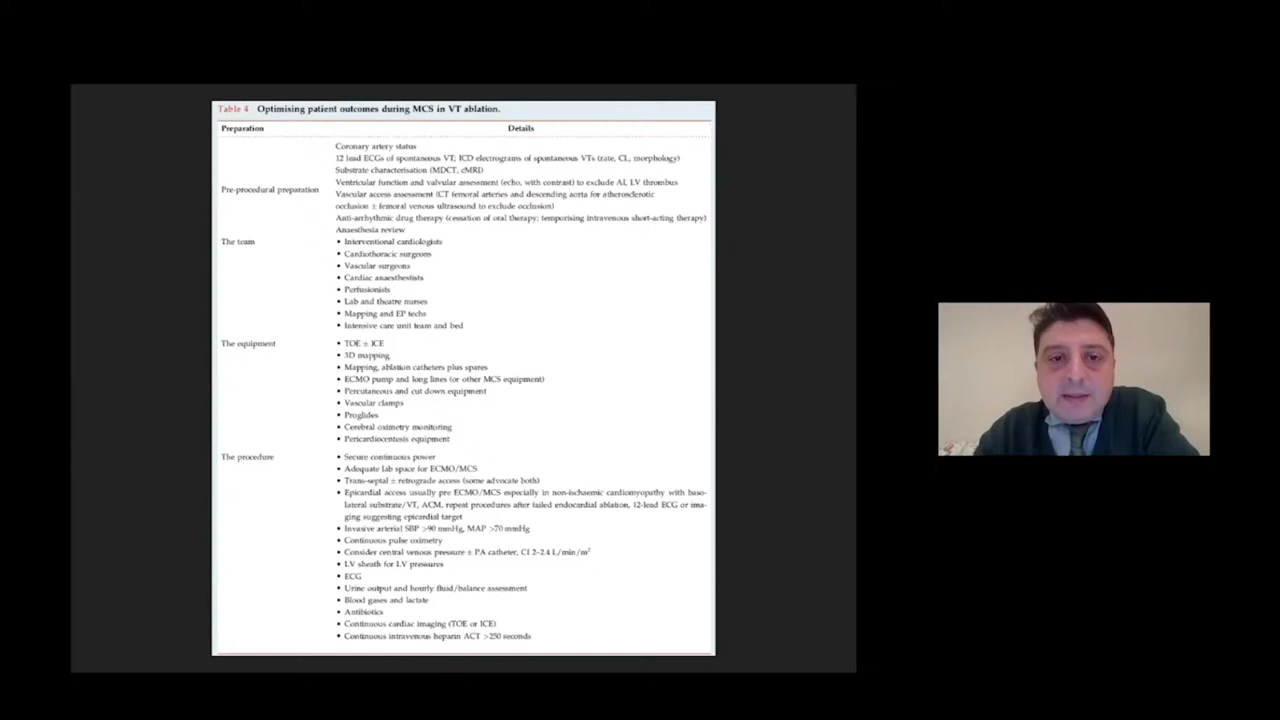 Table 4 Optimising patient outcomes during MCS in VT ablation.
Preparation Details
Pre-procedural preparation
Coronary artery status
12 lead ECGs of spontaneous VT; ICD electrograms of spontaneous VTs (rate, CL, morphology)
Substrate characterisation (MDCT, cMRI)
Ventricular function and valvular assessment (echo, with contrast) to exclude AI, LV thrombus
Vascular access assessment (CT femoral arteries and descending aorta for atherosclerotic
occlusion ± femoral venous ultrasound to exclude occlusion)
Anti-arrhythmic drug therapy (cessation of oral therapy; temporising intravenous short-acting therapy)
Anaesthesia review
The team
• Interventional cardiologists
• Cardiothoracic surgeons
• Vascular surgeons
• Cardiac anaesthestists
• Perfusionists
• Lab and theatre nurses
• Mapping and EP techs
• Intensive care unit team and bed
The equipment
• TOE ± ICE
• 3D mapping
• Mapping, ablation catheters plus spares
• ECMO pump and long lines (or other MCS equipment)
• Percutaneous and cut down equipment
• Vascular clamps
• Proglides
• Cerebral oximetry monitoring
• Pericardiocentesis equipment
The procedure
• Secure continuous power
• Adequate lab space for ECMO/MCS
• Trans-septal ± retrograde access (some advocate both)
• Epicardial access usually pre ECMO/MCS especially in non-ischaemic cardiomyopathy with baso-
lateral substrate/VT, ACM, repeat procedures after failed endocardial ablation, 12-lead ECG or ima-
ging suggesting epicardial target
• Invasive arterial SBP >90 mmHg, MAP >70 mmHg
• Continuous pulse oximetry
• Consider central venous pressure ± PA catheter, CI 2–2.4 L/min/m²
• LV sheath for LV pressures
• ECG
• Urine output and hourly fluid/balance assessment
• Blood gases and lactate
• Antibiotics
• Continuous cardiac imaging (TOE or ICE)
• Continuous intravenous heparin ACT >250 seconds